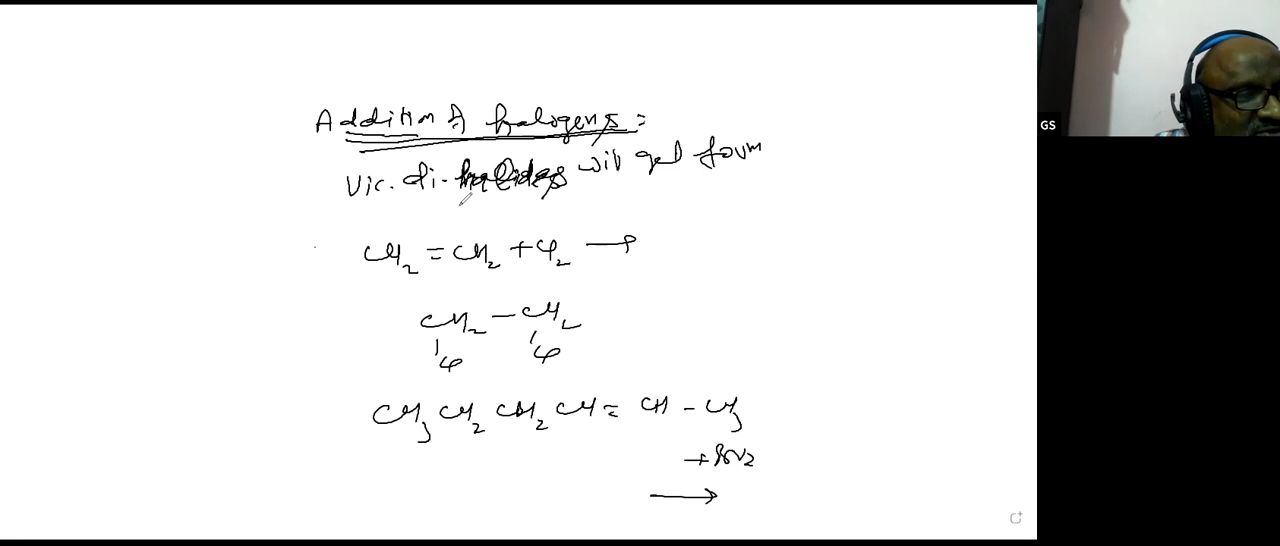 Addition of halogens:
Vic. di-halides will get form
CH2 = CH2 + Cl2 →
CH2 - CH2
Cl Cl
CH3 CH2 CH2 CH = CH - CH3
+ Br2
→
GS